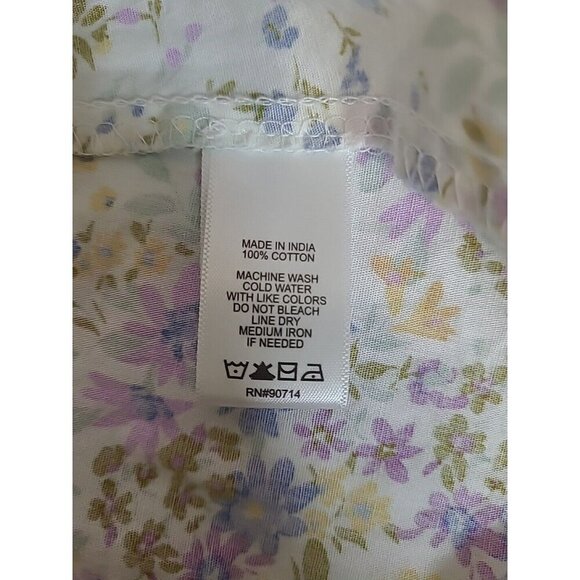 MADE IN INDIA
100% COTTON
MACHINE WASH
COLD WATER
WITH LIKE COLORS
DO NOT BLEACH
LINE DRY
MEDIUM IRON
IF NEEDED
RN#90714